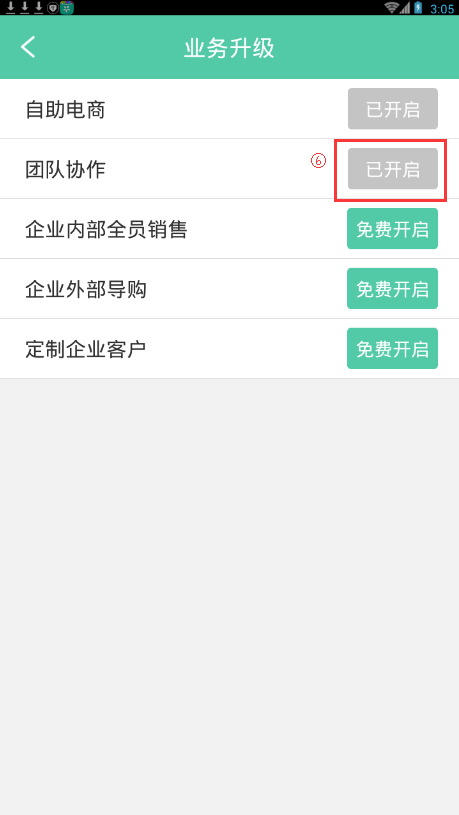 3:05
业务升级
自助电商 已开启
团队协作 ⑥ 已开启
企业内部全员销售 免费开启
企业外部导购 免费开启
定制企业客户 免费开启